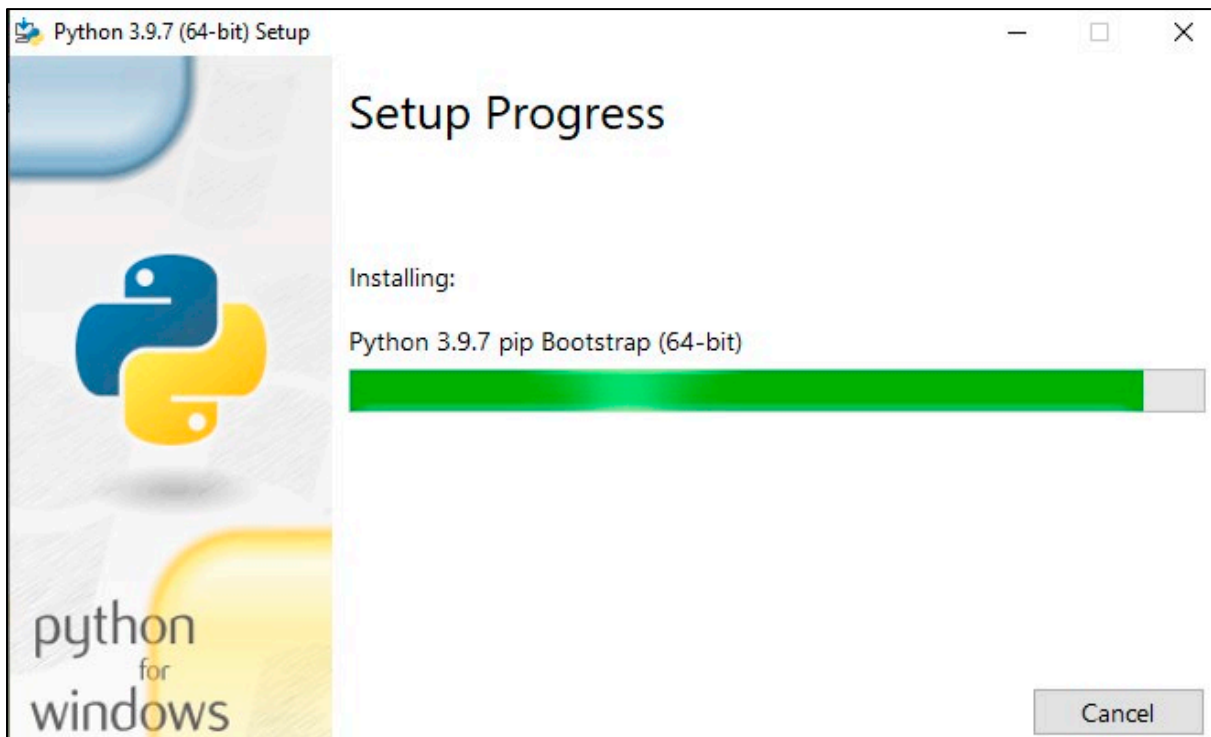 Python 3.9.7 (64-bit) Setup
Setup Progress
Installing:
Python 3.9.7 pip Bootstrap (64-bit)
python
for
windows
Cancel